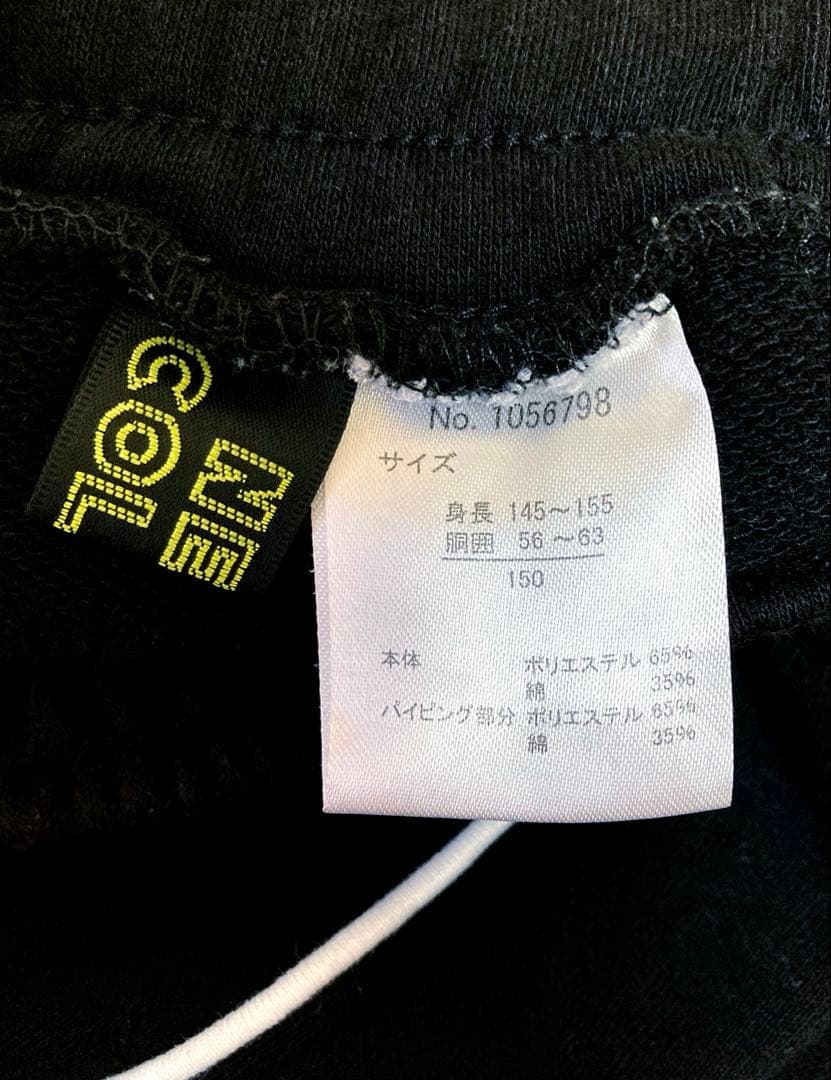 COL
NE
No. 1056798
サイズ
身長 145～155
胴囲 56～63
150
本体 ポリエステル 65%
綿 35%
パイピング部分 ポリエステル 65%
綿 35%